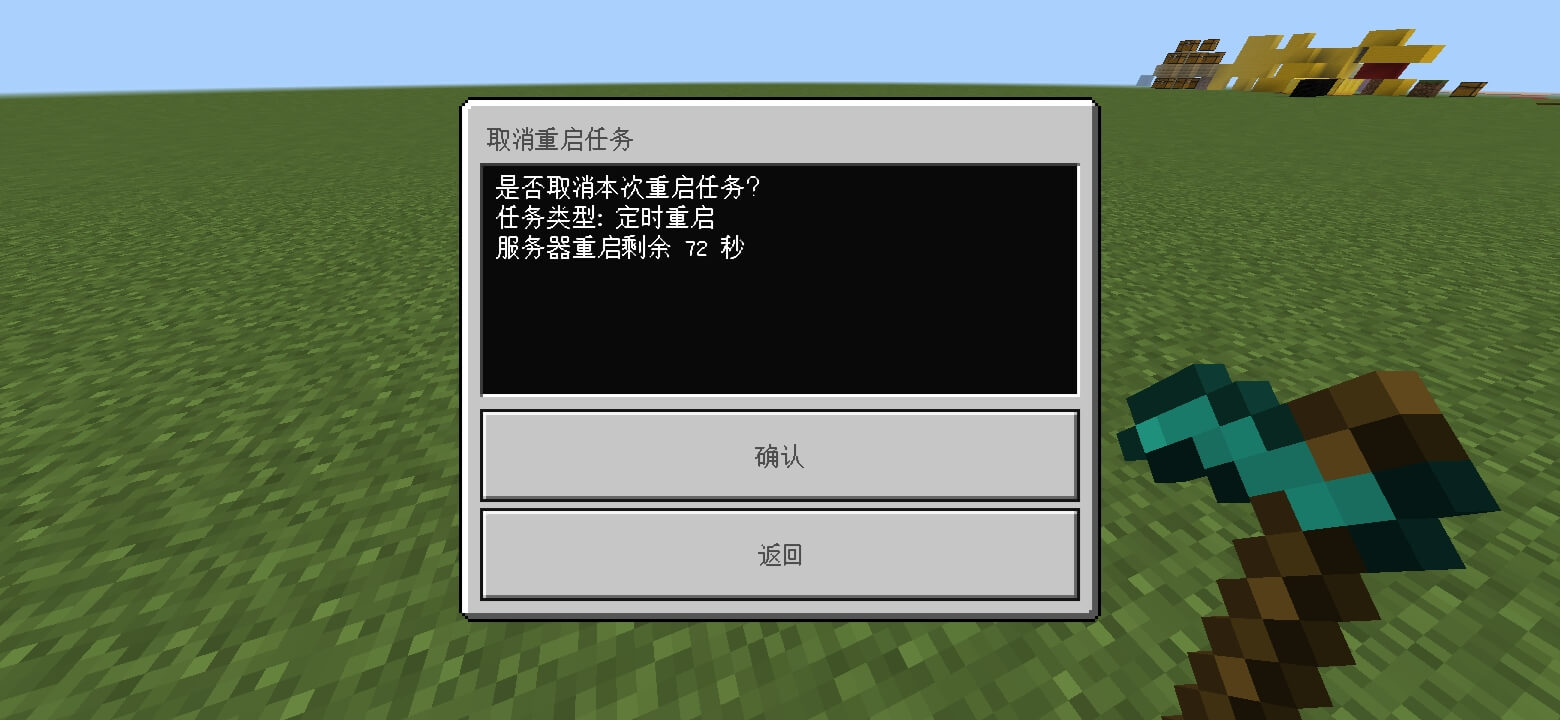 取消重启任务
是否取消本次重启任务?
任务类型: 定时重启
服务器重启剩余 72 秒
确认
返回